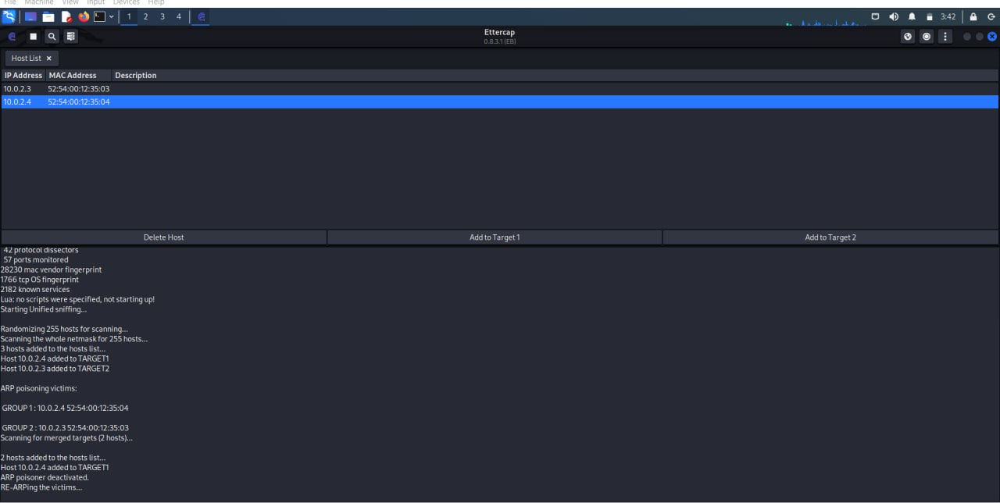 File Machine View Input Devices Help
1 2 3 4 3:42
Ettercap
0.8.3.1 (EB)
Host List ×
IP Address MAC Address Description
10.0.2.3 52:54:00:12:35:03
10.0.2.4 52:54:00:12:35:04
Delete Host Add to Target 1 Add to Target 2
42 protocol dissectors
57 ports monitored
28230 mac vendor fingerprint
1766 tcp OS fingerprint
2182 known services
Lua: no scripts were specified, not starting up!
Starting Unified sniffing...
Randomizing 255 hosts for scanning...
Scanning the whole netmask for 255 hosts...
3 hosts added to the hosts list...
Host 10.0.2.4 added to TARGET1
Host 10.0.2.3 added to TARGET2
ARP poisoning victims:
GROUP 1 : 10.0.2.4 52:54:00:12:35:04
GROUP 2 : 10.0.2.3 52:54:00:12:35:03
Scanning for merged targets (2 hosts)...
2 hosts added to the hosts list...
Host 10.0.2.4 added to TARGET1
ARP poisoner deactivated.
RE-ARPing the victims...